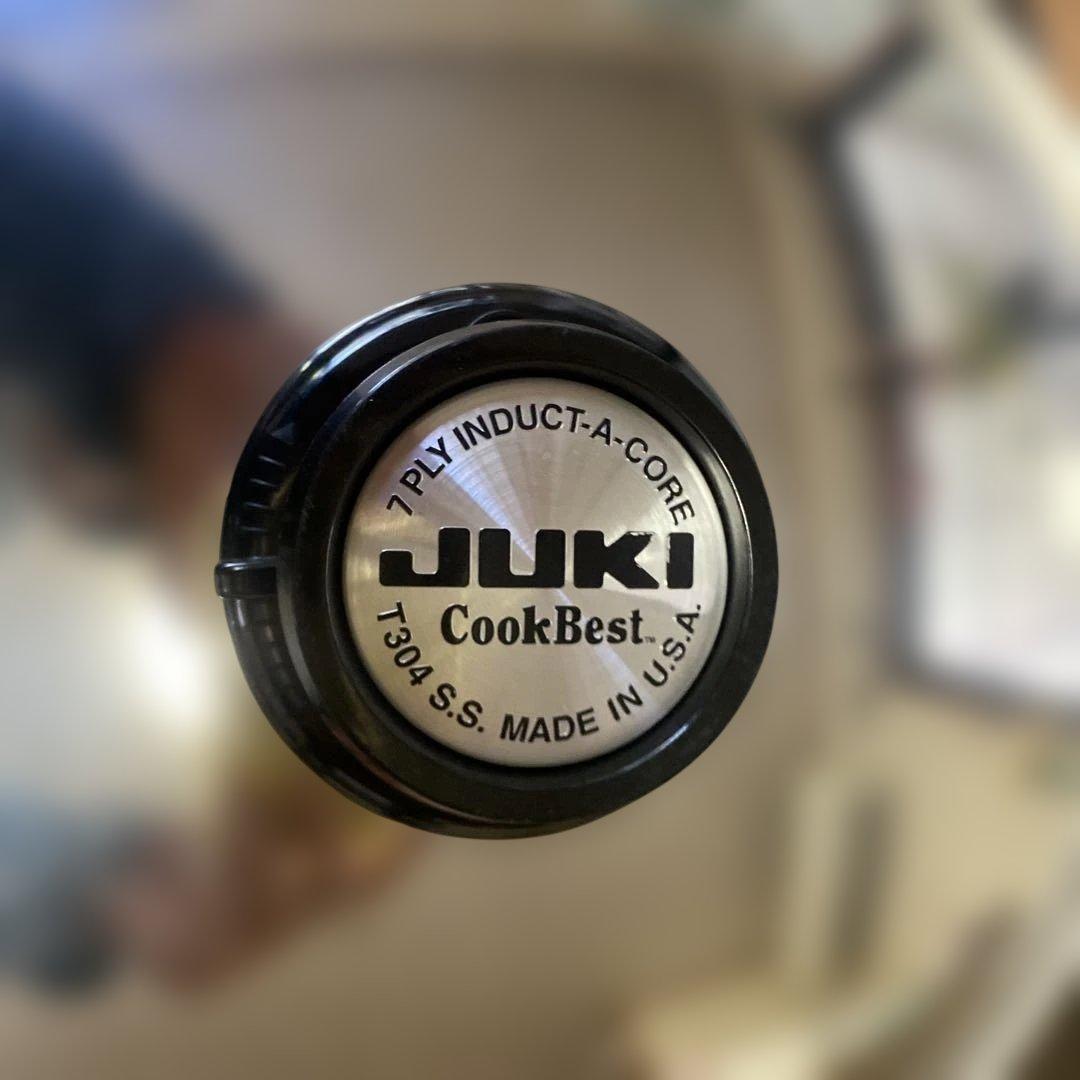 7 PLY INDUCT-A-CORE
JUKI
CookBest™
T304 S.S. MADE IN U.S.A.